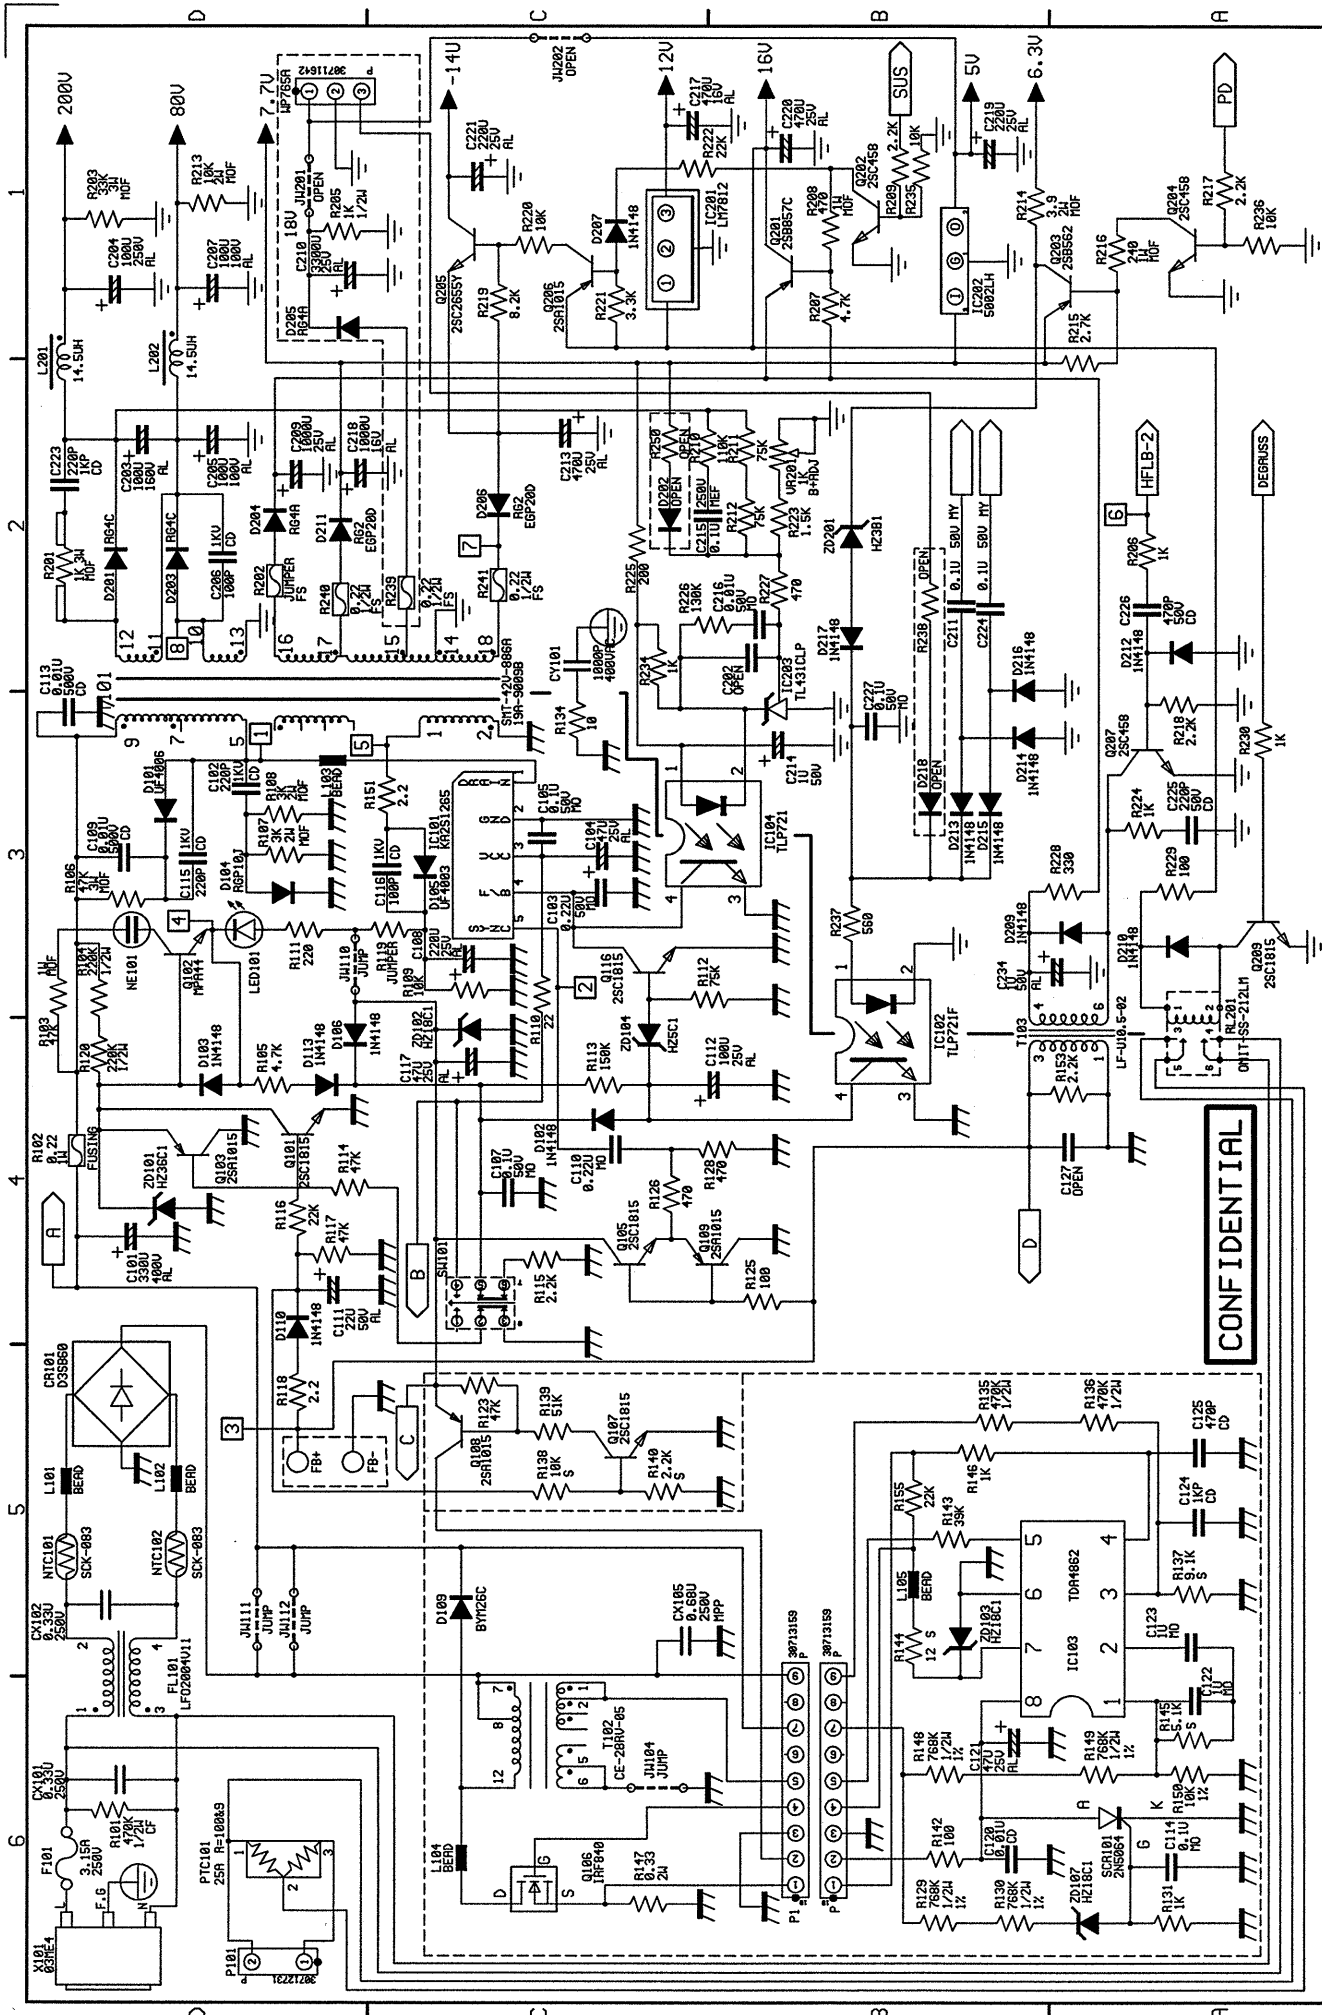 D
C
B
A
1
2
3
4
5
6
200V
80V
7.7V
WP765A
30711642
P
1
2
3
-14V
JW202
OPEN
12V
16V
SUS
5V
6.3V
PD
R203
33K
3W
MOF
C204
100U
250V
AL
R213
10K
2W
MOF
C207
100U
100V
AL
18V
JW201
OPEN
C210
3300U
25V
AL
R205
1K
1/2W
D205
RG4A
C221
220U
25V
AL
Q205
2SC2655Y
R219
8.2K
R220
10K
Q206
2SA1015
D207
1N4148
R221
3.3K
R222
22K
C217
470U
16V
AL
IC201
LM7812
C220
470U
25V
AL
Q201
2SB857C
R208
470
1W
MOF
R207
4.7K
Q202
2SC458
R209
2.2K
R235
10K
IC202
5002LH
I
G
O
C219
220U
25V
AL
R214
3.9
2W
MOF
Q203
2SB562
R215
2.7K
R216
240
1W
MOF
Q204
2SC458
R217
2.2K
R236
10K
L201
14.5UH
L202
14.5UH
C223
220P
1KP
CD
C203
100U
160V
AL
C205
100U
100V
AL
R201
1K 3W
MOF
D201
RG4C
D203
RG4C
C206
100P
1KV
CD
R202
JUMPER
FS
D204
RG4A
C209
1000U
25V
AL
C218
1000U
16V
AL
D211
RG2
EGP20D
R240
0.22
1/2W
FS
R239
0.22
1/2W
FS
R241
0.22
1/2W
FS
D206
RG2
EGP20D
C213
470U
25V
AL
7
8
R250
OPEN
D202
OPEN
R210
110K
C215
0.1U
250V
MEF
R211
75K
R212
75K
VR201
1K
B+ADJ
R223
1.5K
R225
200
R226
130K
C216
0.01U
50V
MO
R227
470
R234
1K
C202
OPEN
IC203
TL431CLP
ZD201
HZ3B1
D217
1N4148
C227
0.1U
50V
MO
R238
OPEN
D218
OPEN
C211
0.1U 50V MY
C224
0.1U 50V MY
D213
1N4148
D215
1N4148
D214
1N4148
D216
1N4148
HFLB-2
DEGRUSS
6
R206
1K
C226
470P
50V
CD
D212
1N4148
R218
2.2K
R230
1K
Q207
2SC458
R224
1K
C225
220P
50V
CD
C113
0.01U
500V
CD
SMT-42V-886A
19A-9009B
CY101
1000P
400VAC
R134
10
C214
1U
50V
D101
UF4006
C102
220P
1KV
CD
L103
BEAD
C109
0.01U
500V
CD
C115
220P
1KV
R107
3K
2W
MOF
R108
3K
2W
MOF
D104
RGP10J
R106
47K
3W
MOF
R151
2.2
C116
100P
1KV
CD
D105
UF4003
IC101
KA2S1265
C105
0.1U
50V
MO
C104
47U
25V
AL
C103
0.22U
50V
MO
IC104
TLP721
R237
560
R228
330
D209
1N4148
C234
1U
50V
AL
R229
100
D210
1N4148
Q209
2SC1815
RL201
OMIT-SS-212LM
T103
LF-U10.5-02
IC102
TLP721F
NE101
R104
220K
1/2W
R103
47K
1W
MOF
R120
220K
1/2W
Q102
MPA44
LED101
R111
220
R119
JUMPER
JW110
JUMP
C108
220U
25V
AL
R109
10K
R110
22
ZD102
HZ18C1
C117
47U
25V
AL
D103
1N4148
R105
4.7K
D113
1N4148
D106
1N4148
Q116
2SC1815
R112
75K
ZD104
HZ5C1
R113
150K
C112
100U
25V
AL
D102
1N4148
C107
0.1U
50V
MO
C110
0.22U
MO
R128
470
R126
470
R153
2.2K
C127
OPEN
D
A
B
C
R102
0.22
1W
FUSING
ZD101
HZ36C1
Q103
2SA1015
Q101
2SC1815
R114
47K
R116
22K
R117
47K
C101
330U
400V
AL
D110
1N4148
C111
22U
50V
AL
SW101
R115
2.2K
Q105
2SC1815
Q109
2SA1015
R125
100
CONFIDENTIAL
CR101
D3SB60
L101
BEAD
L102
BEAD
R118
2.2
FB+
FB-
NTC101
SCK-083
NTC102
SCK-083
CX102
0.33U
250V
JW111
JUMP
JW112
JUMP
Q108
2SA1015
R123
47K
R139
51K
R138
10K
S
Q107
2SC1815
R140
2.2K
S
D109
BYM26C
CX105
0.68U
250V
MPP
30713159
P
30713159
P
R135
470K
1/2W
R136
470K
1/2W
R146
1K
R155
22K
R143
39K
C125
470P
CD
C124
1KP
CD
R137
9.1K
S
L105
BEAD
R144
12 S
ZD103
HZ18C1
IC103
TDA4862
C123
1U
MO
C122
1U
MO
R145
5.1K
S
FL101
LF02004V11
T102
CE-28RV-05
JW104
JUMP
R148
768K
1/2W
1%
C121
47U
25V
AL
R149
768K
1/2W
1%
R150
10K
1%
CX101
0.33U
250V
R101
470K
1/2W
CF
F101
3.15A
250V
L
F.G
N
X101
03ME4
PTC101
25A R=100&9
P101
30712731
P
L104
BEAD
Q106
IRF840
D
G
S
R147
0.33
2W
P1
P
R142
100
C120
0.01U
CD
R129
768K
1/2W
1%
R130
768K
1/2W
1%
ZD107
HZ18C1
SCR101
2N5064
A
K
G
C114
0.1U
MO
R131
1K